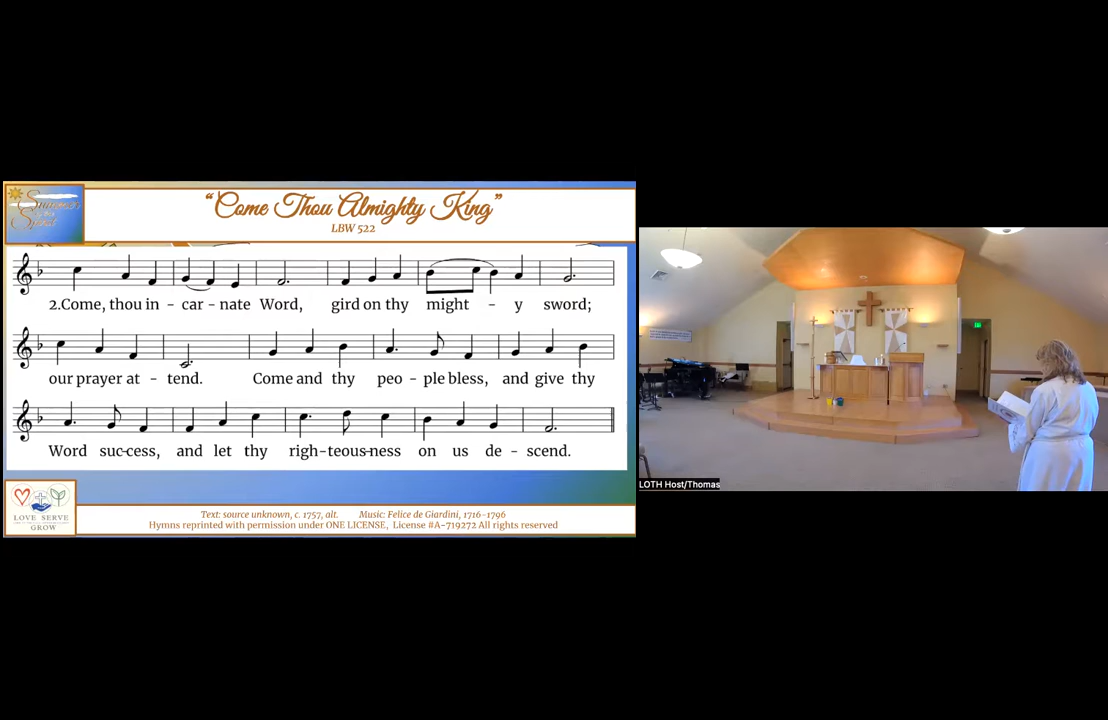 Summer
Spirit
“Come Thou Almighty King”
LBW 522
2.Come, thou in - car - nate Word, gird on thy might - y sword;
our prayer at - tend. Come and thy peo - ple bless, and give thy
Word suc-cess, and let thy righ-teous-ness on us de - scend.
LOVE SERVE
GROW
Text: source unknown, c. 1757, alt. Music: Felice de Giardini, 1716-1796
Hymns reprinted with permission under ONE LICENSE, License #A-719272 All rights reserved
LOTH Host/Thomas